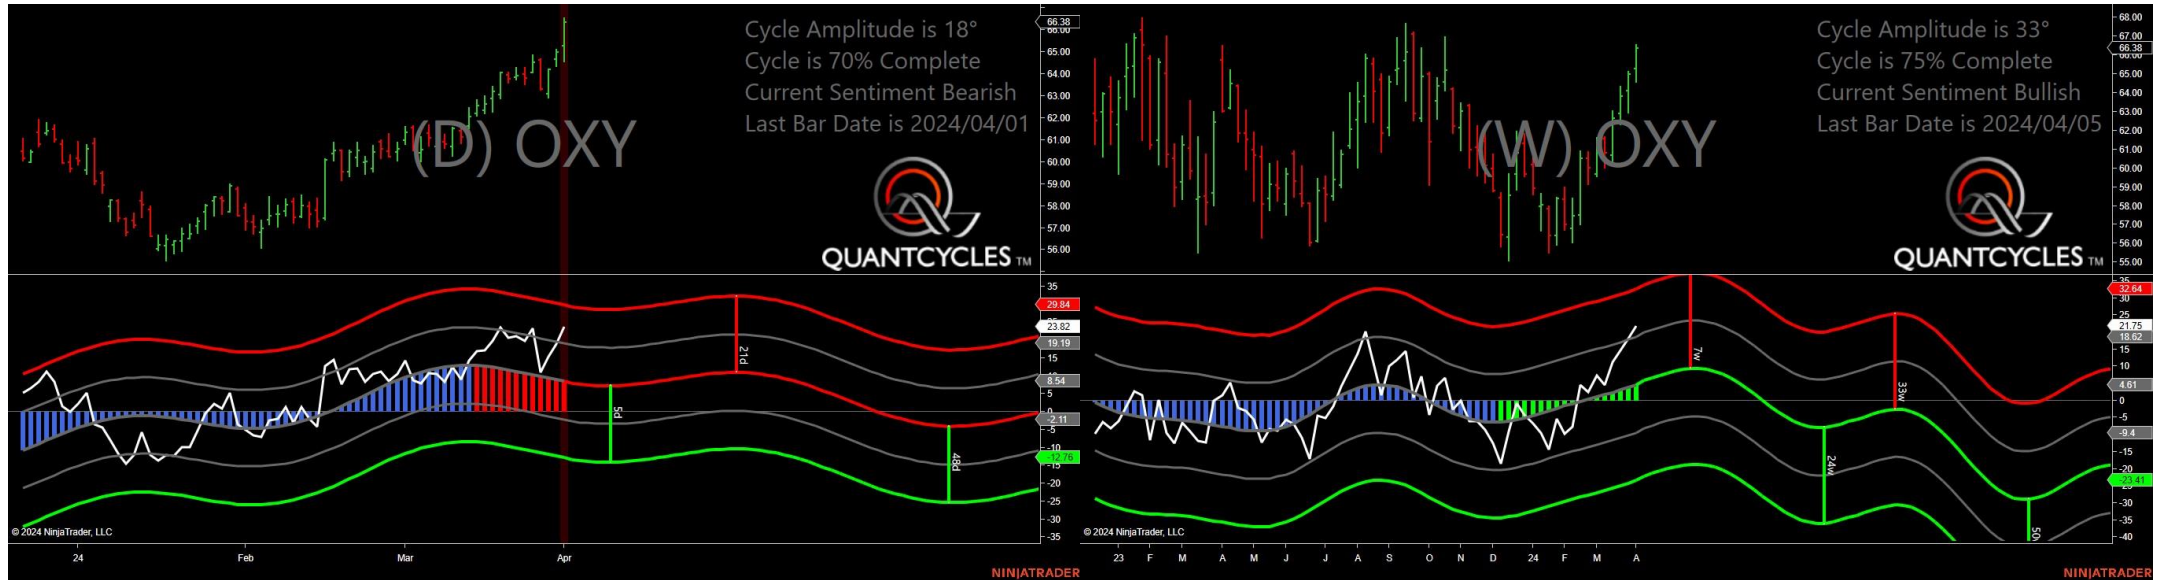 Cycle Amplitude is 18°
Cycle is 70% Complete
Current Sentiment Bearish
Last Bar Date is 2024/04/01
(D) OXY
QUANTCYCLES TM
66.38
66.00
65.00
64.00
63.00
62.00
61.00
60.00
59.00
58.00
57.00
56.00
35
29.84
23.82
19.19
15
8.54
5
0
-2.11
-5
-10
-12.76
-15
-20
-25
-30
-35
5d
21d
48d
© 2024 NinjaTrader, LLC
24 Feb Mar Apr
NINJATRADER
Cycle Amplitude is 33°
Cycle is 75% Complete
Current Sentiment Bullish
Last Bar Date is 2024/04/05
(W) OXY
QUANTCYCLES TM
68.00
67.00
66.38
66.00
65.00
64.00
63.00
62.00
61.00
60.00
59.00
58.00
57.00
56.00
55.00
35
32.64
30
25
21.75
18.62
15
10
4.61
0
-5
-9.4
-15
-20
-23.41
-30
-35
-40
7w
24w
33w
© 2024 NinjaTrader, LLC
23 F M A M J J A S O N D 24 F M A
NINJATRADER